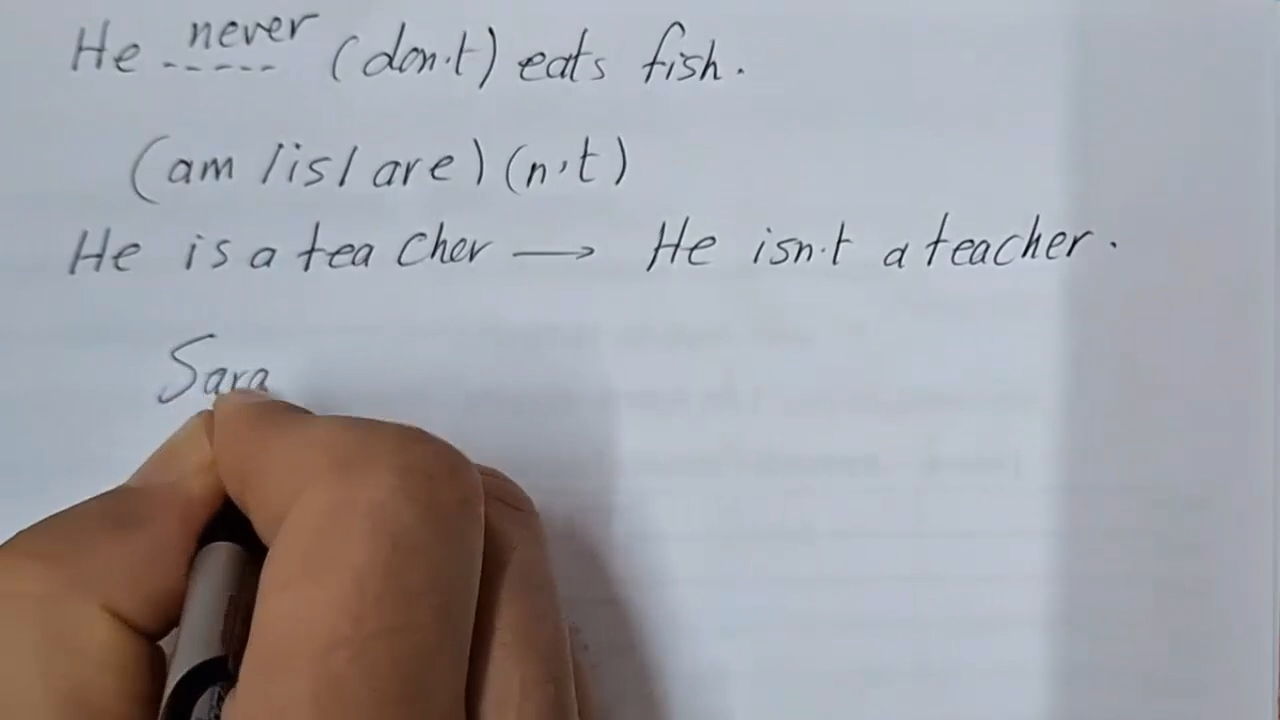 He never (don't) eats fish.
(am /is/ are) (n't)
He is a teacher → He isn't a teacher.
Sara